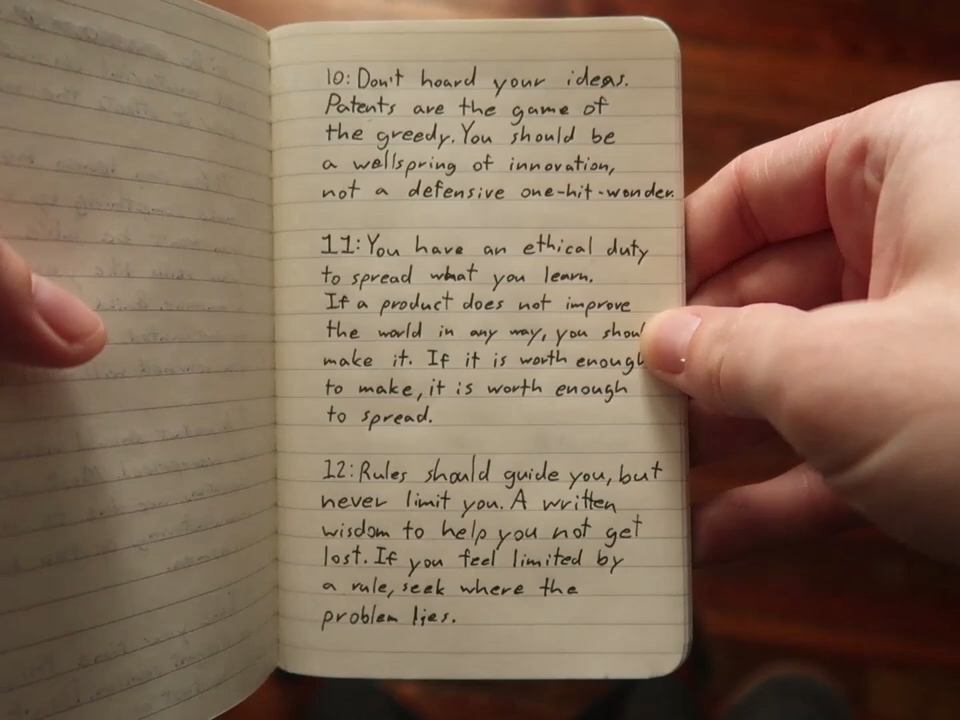 10: Don't hoard your ideas.
Patents are the game of
the greedy. You should be
a wellspring of innovation,
not a defensive one-hit-wonder.
11: You have an ethical duty
to spread what you learn.
If a product does not improve
the world in any way, you shoul
make it. If it is worth enough
to make, it is worth enough
to spread.
12: Rules should guide you, but
never limit you. A written
wisdom to help you not get
lost. If you feel limited by
a rule, seek where the
problem lies.